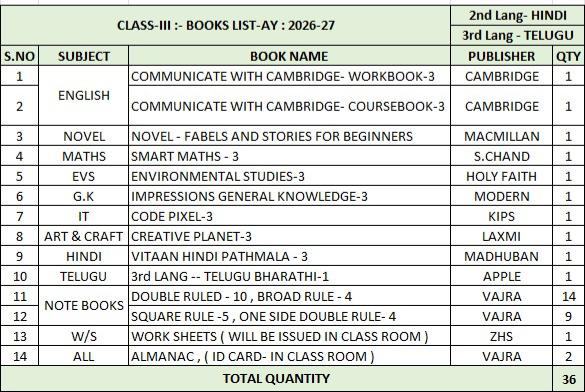 CLASS-III :- BOOKS LIST-AY : 2026-27 2nd Lang- HINDI
3rd Lang - TELUGU
S.NO SUBJECT BOOK NAME PUBLISHER QTY
1 ENGLISH COMMUNICATE WITH CAMBRIDGE- WORKBOOK-3 CAMBRIDGE 1
2 COMMUNICATE WITH CAMBRIDGE- COURSEBOOK-3 CAMBRIDGE 1
3 NOVEL NOVEL - FABELS AND STORIES FOR BEGINNERS MACMILLAN 1
4 MATHS SMART MATHS - 3 S.CHAND 1
5 EVS ENVIRONMENTAL STUDIES-3 HOLY FAITH 1
6 G.K IMPRESSIONS GENERAL KNOWLEDGE-3 MODERN 1
7 IT CODE PIXEL-3 KIPS 1
8 ART & CRAFT CREATIVE PLANET-3 LAXMI 1
9 HINDI VITAAN HINDI PATHMALA - 3 MADHUBAN 1
10 TELUGU 3rd LANG -- TELUGU BHARATHI-1 APPLE 1
11 NOTE BOOKS DOUBLE RULED - 10 , BROAD RULE - 4 VAJRA 14
12 SQUARE RULE -5 , ONE SIDE DOUBLE RULE- 4 VAJRA 9
13 W/S WORK SHEETS ( WILL BE ISSUED IN CLASS ROOM ) ZHS 1
14 ALL ALMANAC , ( ID CARD- IN CLASS ROOM ) VAJRA 2
TOTAL QUANTITY 36